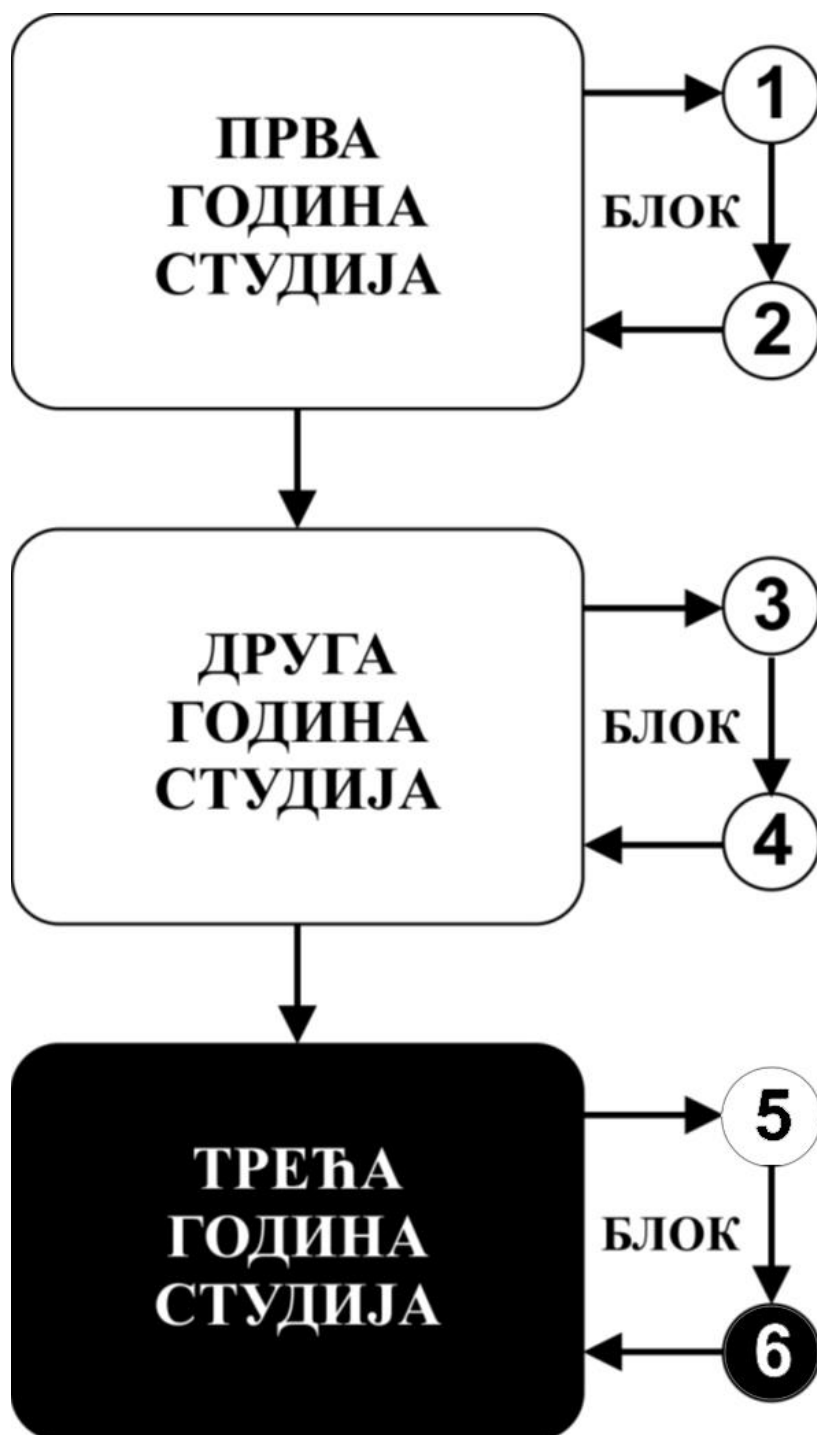 ПРВА
ГОДИНА
СТУДИЈА
1
БЛОК
2
ДРУГА
ГОДИНА
СТУДИЈА
3
БЛОК
4
ТРЕЋА
ГОДИНА
СТУДИЈА
5
БЛОК
6